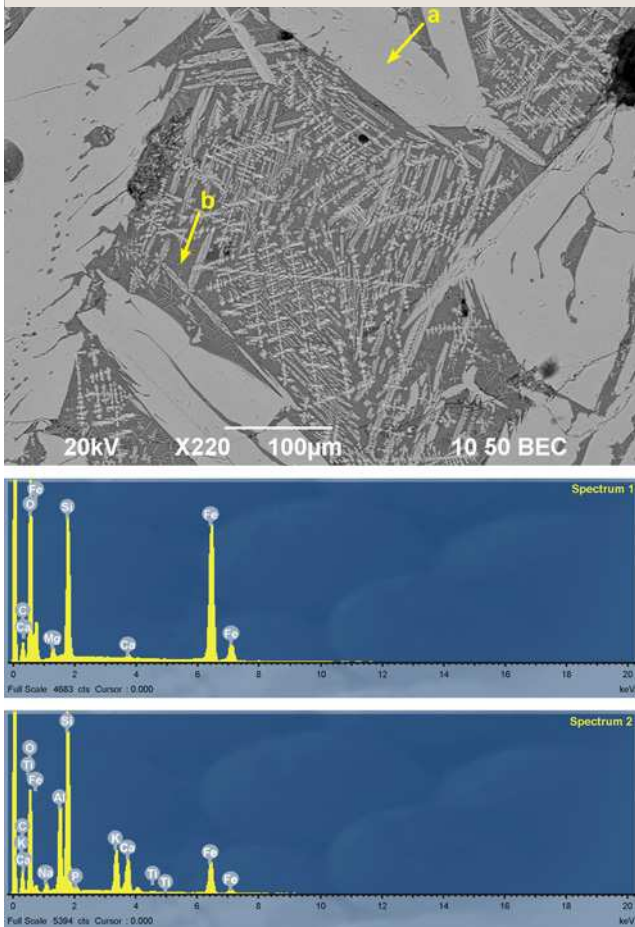 a
b
20kV X220 100µm 10 50 BEC
Spectrum 1
Fe
O Si Fe
C
Ca Mg Ca Fe
0 2 4 6 8 10 12 14 16 18 20
Full Scale 4683 cts Cursor : 0.000 keV
Spectrum 2
Si
O
Ti
Fe
Al
C
K K Ca
Ca Na P Ti Ti Fe Fe
0 2 4 6 8 10 12 14 16 18 20
Full Scale 5394 cts Cursor : 0.000 keV